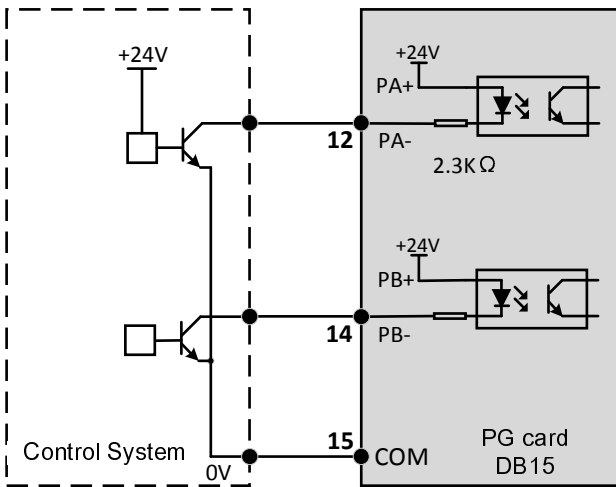 +24V
+24V
PA+
12
PA-
2.3KΩ
+24V
PB+
14
PB-
15
COM
0V
Control System
PG card
DB15